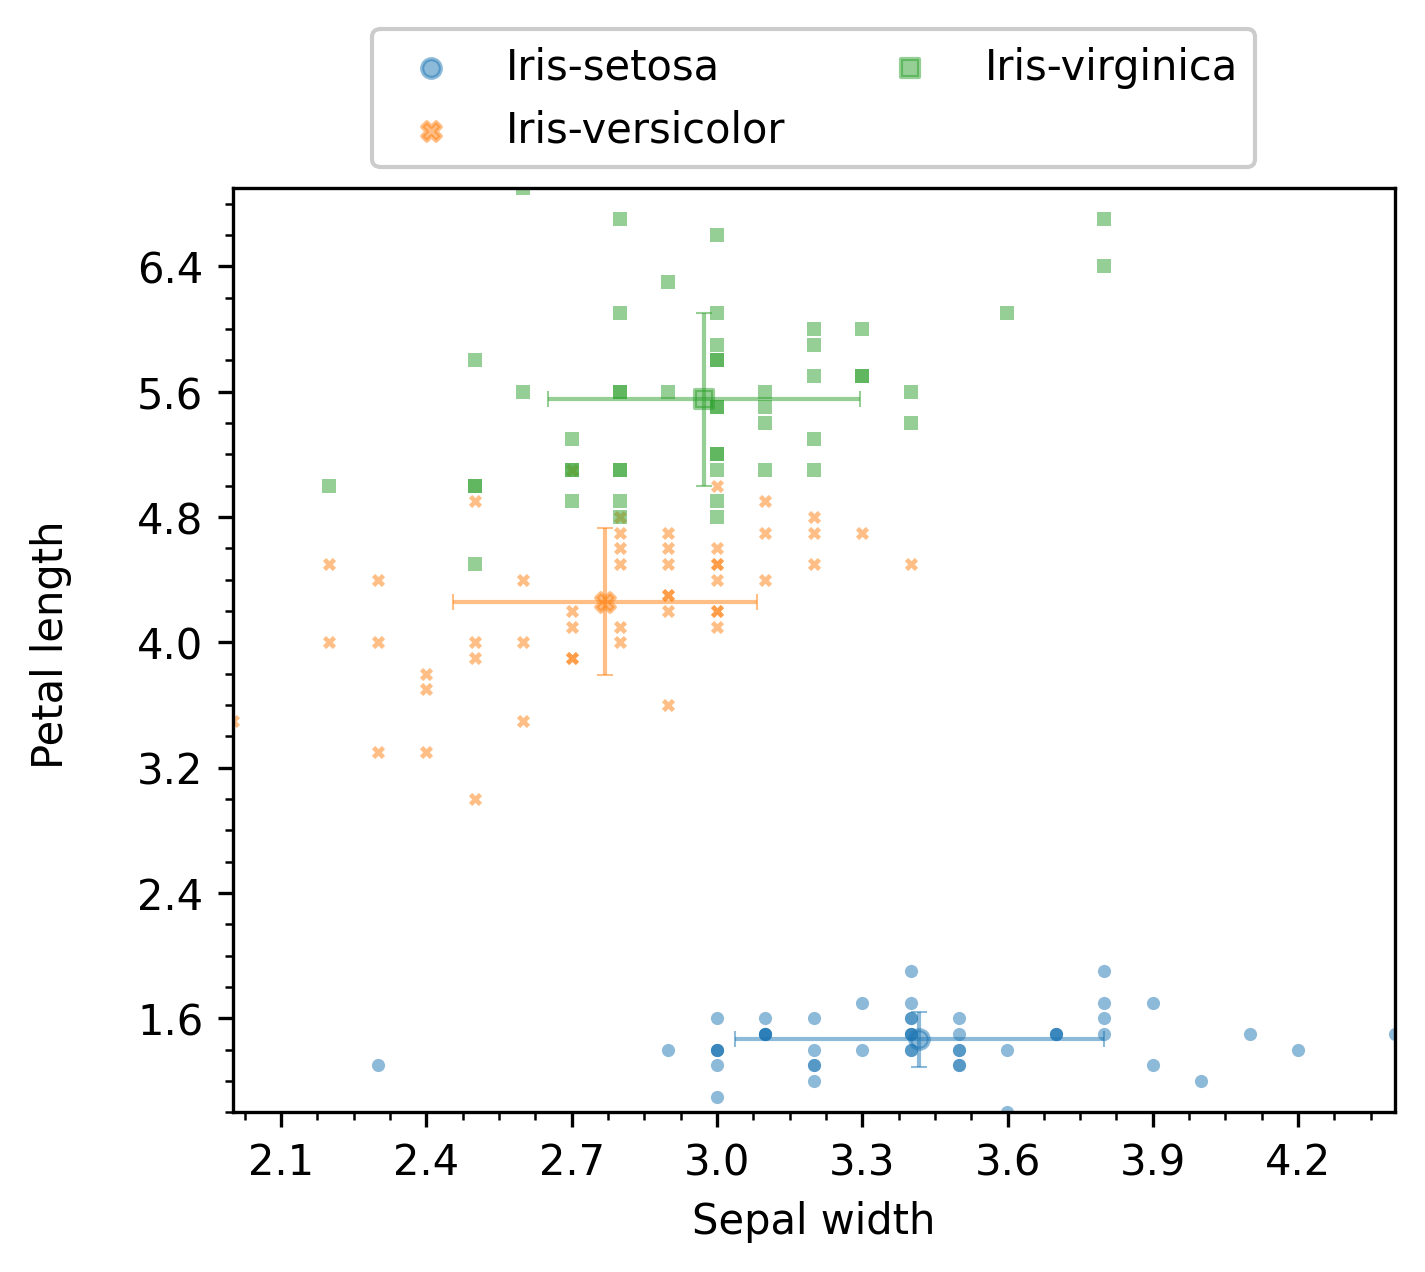 Iris-setosa
Iris-versicolor
Iris-virginica
6.4
5.6
4.8
4.0
3.2
2.4
1.6
Petal length
2.1 2.4 2.7 3.0 3.3 3.6 3.9 4.2
Sepal width